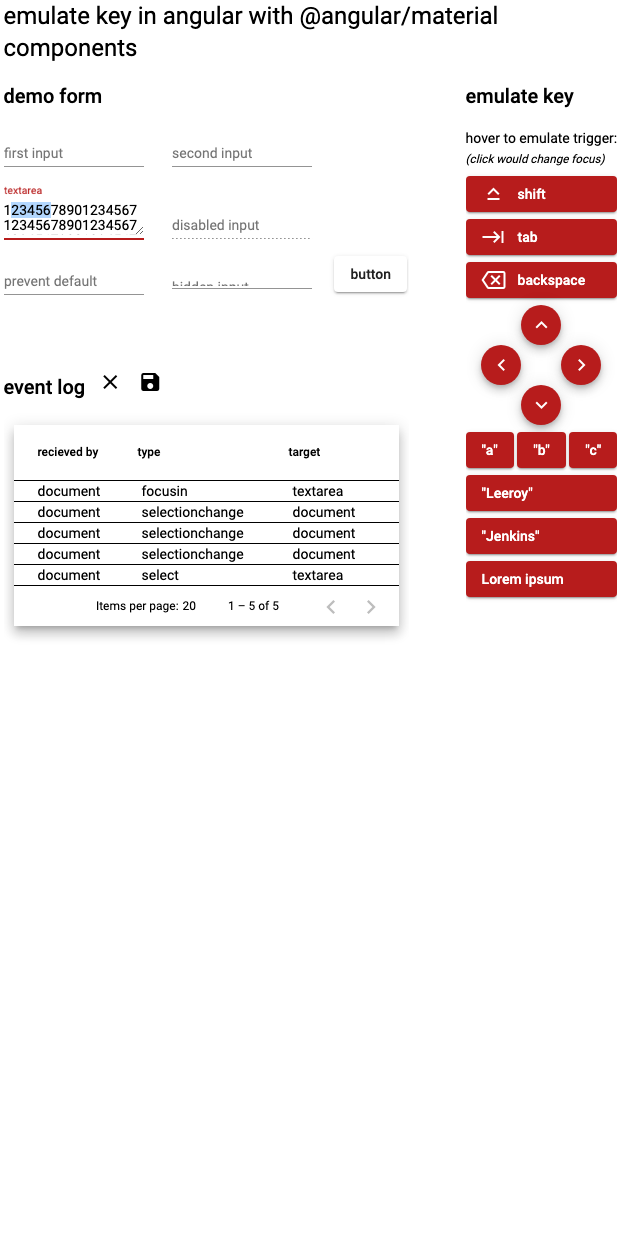 emulate key in angular with @angular/material
components
demo form
first input
second input
textarea
12345678901234567
12345678901234567
disabled input
prevent default
hidden input
button
event log
recieved by type target
document focusin textarea
document selectionchange document
document selectionchange document
document selectionchange document
document select textarea
Items per page: 20 1 – 5 of 5
emulate key
hover to emulate trigger:
(click would change focus)
shift
tab
backspace
"a" "b" "c"
"Leeroy"
"Jenkins"
Lorem ipsum